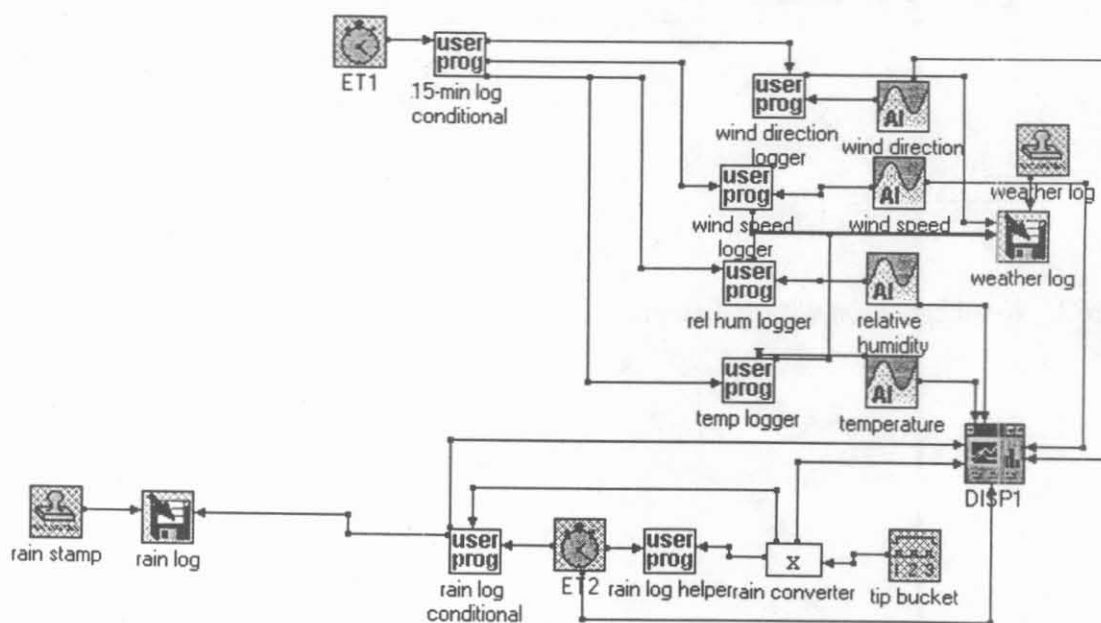 ET1
user
prog
.15-min log
conditional
user
prog
wind direction
logger
AI
wind direction
weather log
user
prog
wind speed
logger
AI
wind speed
weather log
user
prog
rel hum logger
AI
relative
humidity
user
prog
temp logger
AI
temperature
DISP1
rain stamp
rain log
user
prog
rain log
conditional
ET2
user
prog
rain log helper
x
rain converter
x x x
1 2 3
tip bucket